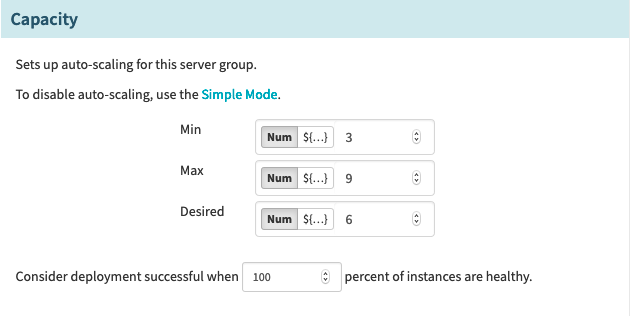 Capacity
Sets up auto-scaling for this server group.
To disable auto-scaling, use the Simple Mode.
Min Num ${...} 3
Max Num ${...} 9
Desired Num ${...} 6
Consider deployment successful when 100 percent of instances are healthy.